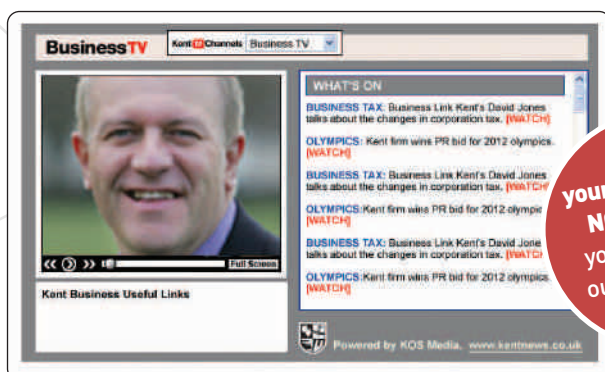 BusinessTV
Kent TV Channels Business TV
WHAT'S ON
BUSINESS TAX: Business Link Kent's David Jones
talks about the changes in corporation tax. [WATCH]
OLYMPICS: Kent firm wins PR bid for 2012 olympics.
[WATCH]
BUSINESS TAX: Business Link Kent's David Jones
talks about the changes in corporation tax. [WATCH]
OLYMPICS:Kent firm wins PR bid for 2012 olympic
[WATCH]
BUSINESS TAX: Business Link Kent's David Jone
talks about the changes in corporation tax. [WATC
OLYMPICS:Kent firm wins PR bid for 2012 olympics.
[WATCH]
Full Screen
Kent Business Useful Links
Powered by KOS Media. www.kentnews.co.uk
your
N
yo
ou